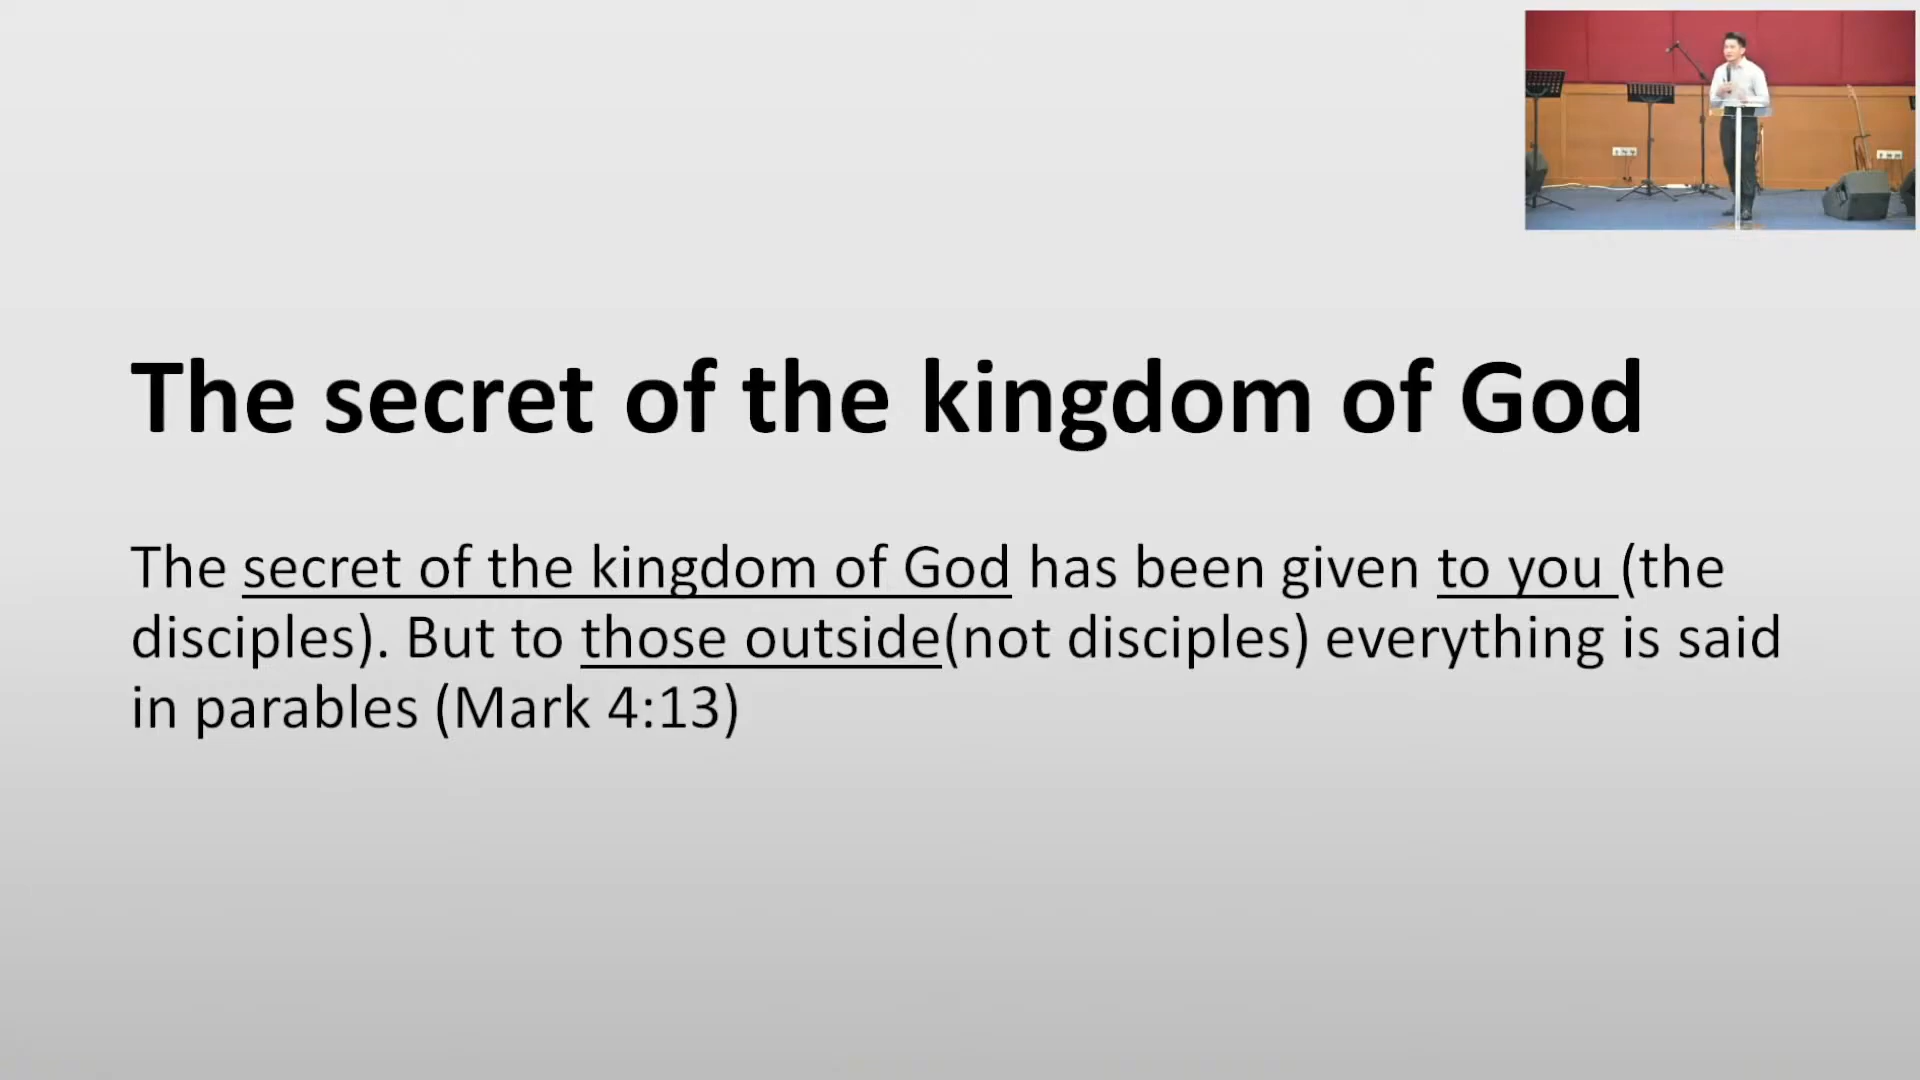 The secret of the kingdom of God
The secret of the kingdom of God has been given to you (the
disciples). But to those outside(not disciples) everything is said
in parables (Mark 4:13)